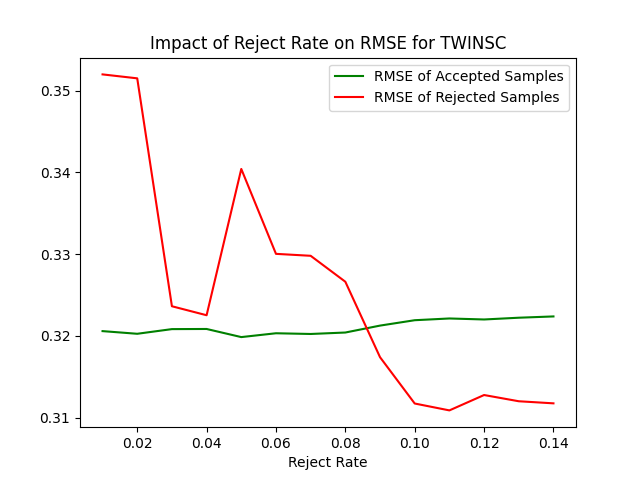 Impact of Reject Rate on RMSE for TWINSC
RMSE of Accepted Samples
RMSE of Rejected Samples
0.35
0.34
0.33
0.32
0.31
0.02 0.04 0.06 0.08 0.10 0.12 0.14
Reject Rate